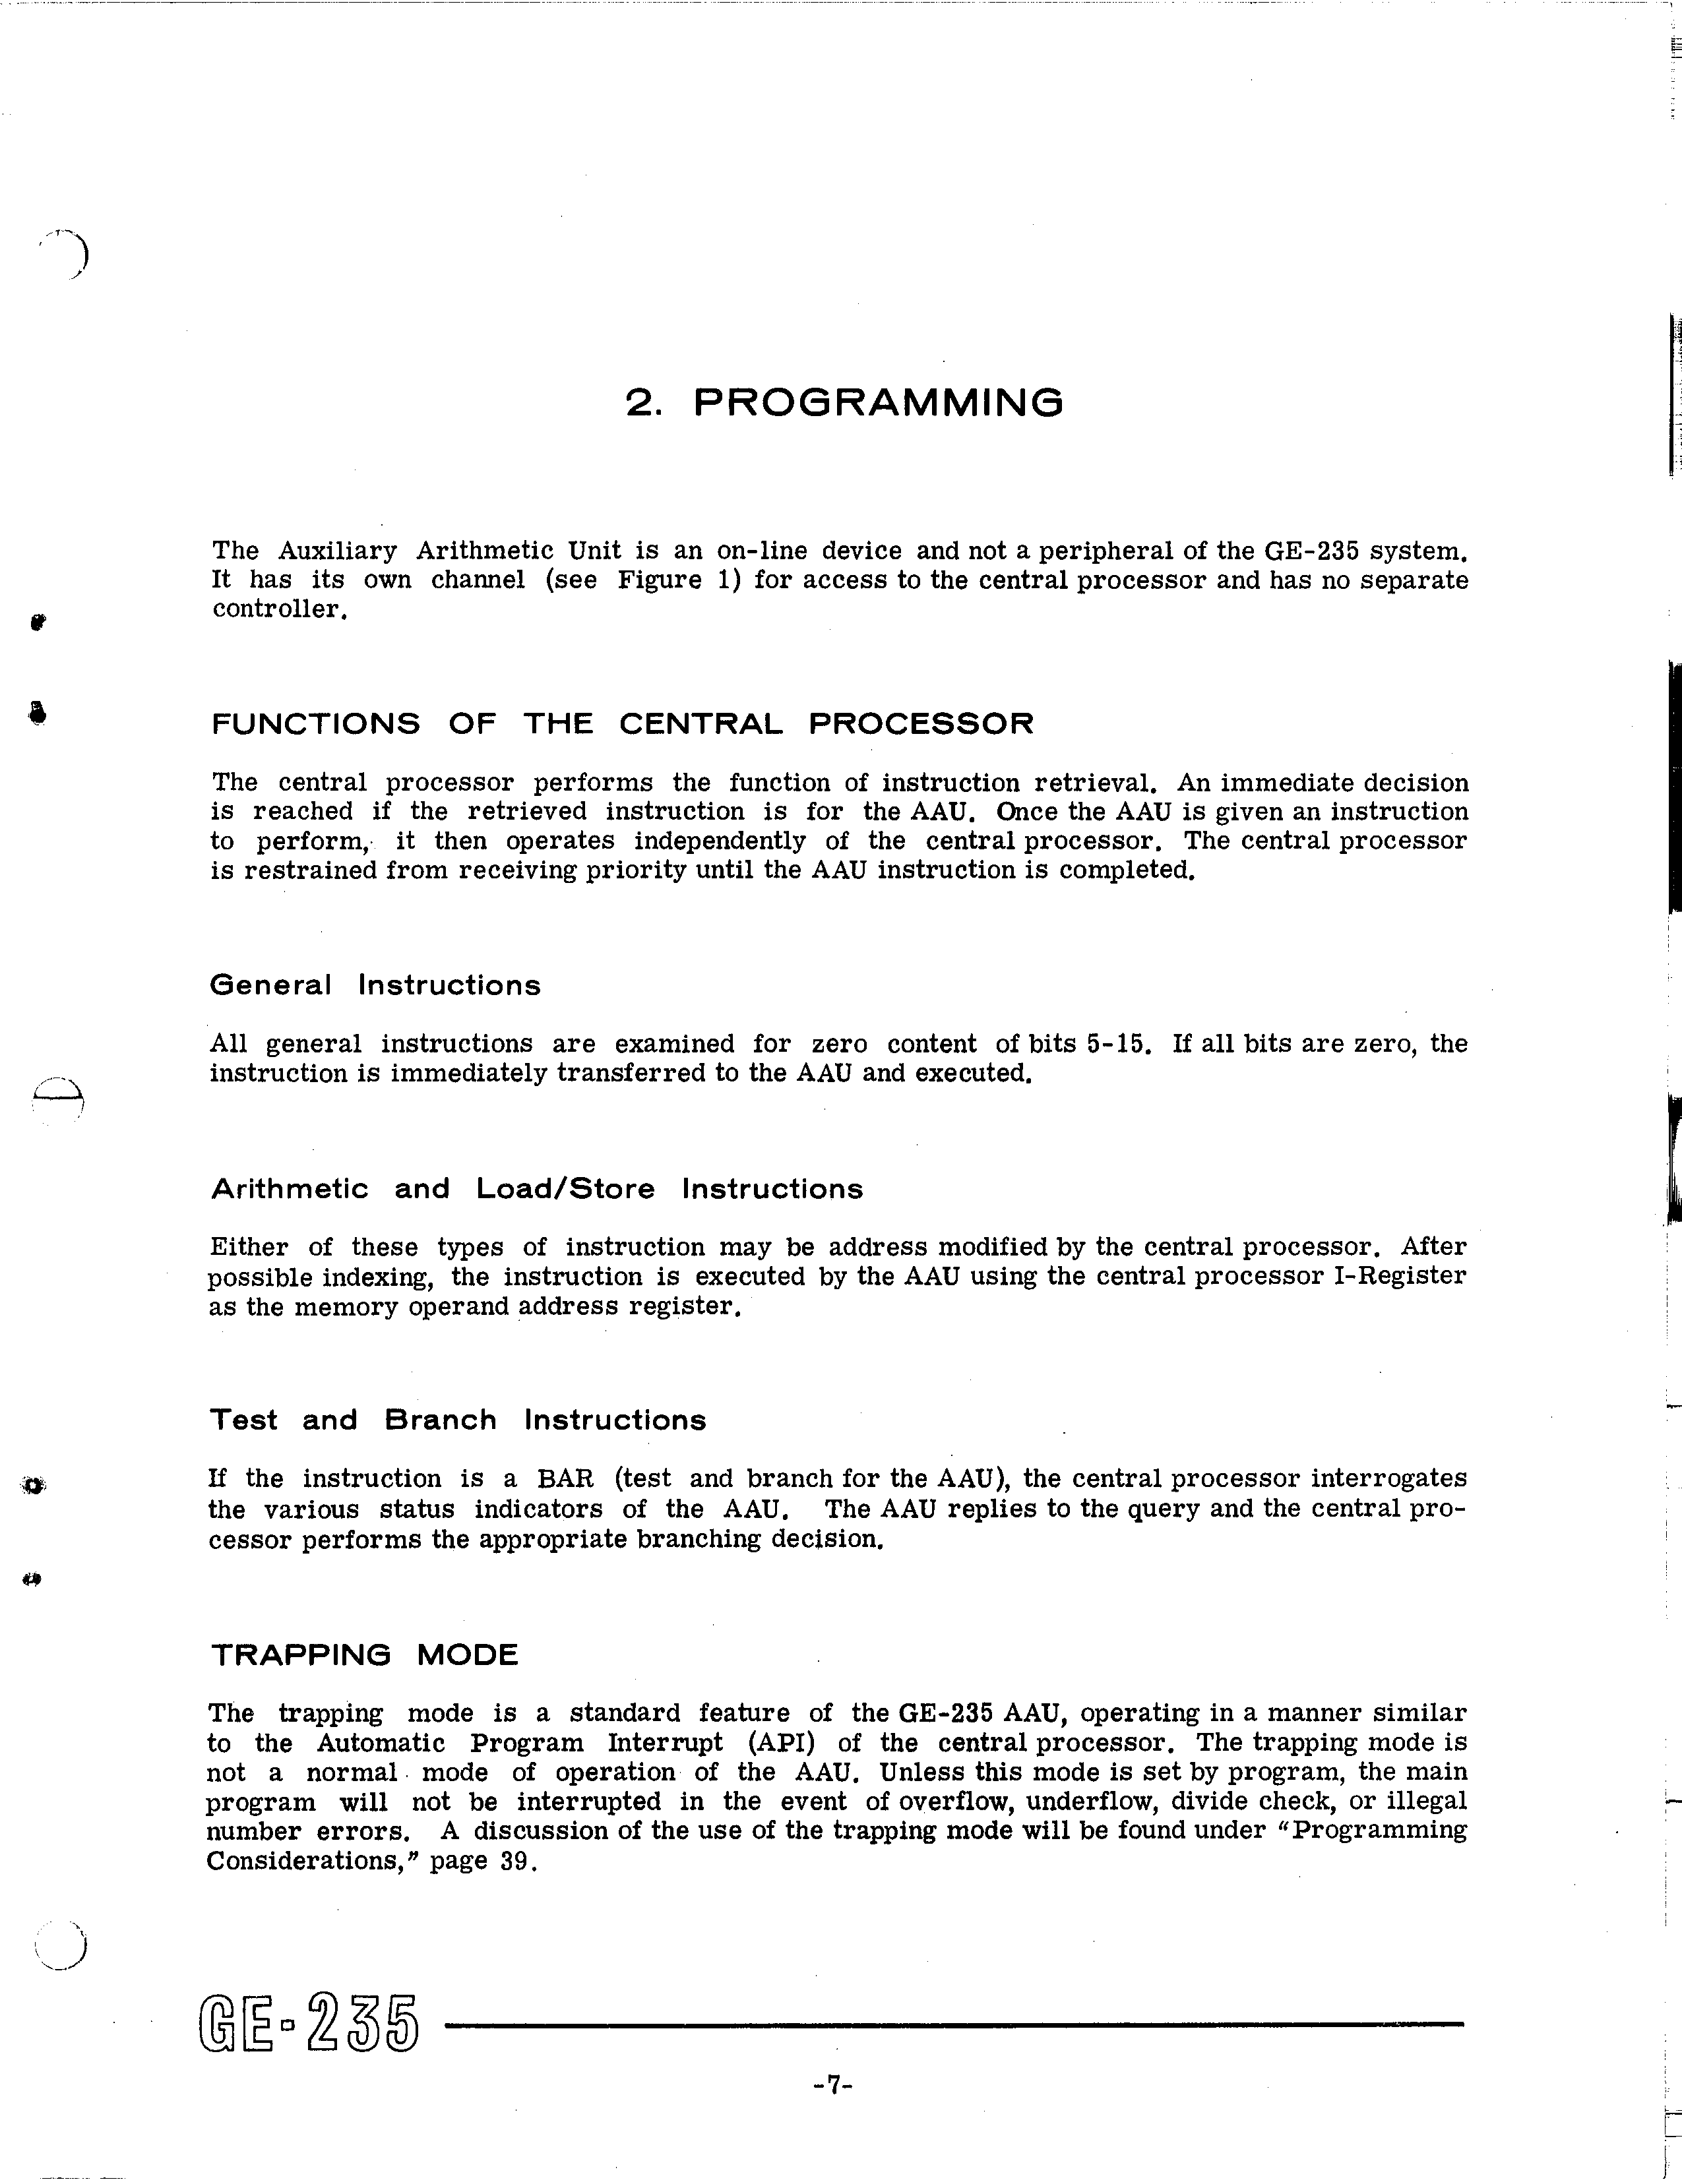 2. PROGRAMMING
The Auxiliary Arithmetic Unit is an on-line device and not a peripheral of the GE-235 system.
It has its own channel (see Figure 1) for access to the central processor and has no separate
controller.
FUNCTIONS OF THE CENTRAL PROCESSOR
The central processor performs the function of instruction retrieval. An immediate decision
is reached if the retrieved instruction is for the AAU. Once the AAU is given an instruction
to perform, it then operates independently of the central processor. The central processor
is restrained from receiving priority until the AAU instruction is completed.
General Instructions
All general instructions are examined for zero content of bits 5-15. If all bits are zero, the
instruction is immediately transferred to the AAU and executed.
Arithmetic and Load/Store Instructions
Either of these types of instruction may be address modified by the central processor. After
possible indexing, the instruction is executed by the AAU using the central processor I-Register
as the memory operand address register.
Test and Branch Instructions
If the instruction is a BAR (test and branch for the AAU), the central processor interrogates
the various status indicators of the AAU. The AAU replies to the query and the central pro-
cessor performs the appropriate branching decision.
TRAPPING MODE
The trapping mode is a standard feature of the GE-235 AAU, operating in a manner similar
to the Automatic Program Interrupt (API) of the central processor. The trapping mode is
not a normal mode of operation of the AAU. Unless this mode is set by program, the main
program will not be interrupted in the event of overflow, underflow, divide check, or illegal
number errors. A discussion of the use of the trapping mode will be found under “Programming
Considerations,” page 39.
GE-235
-7-